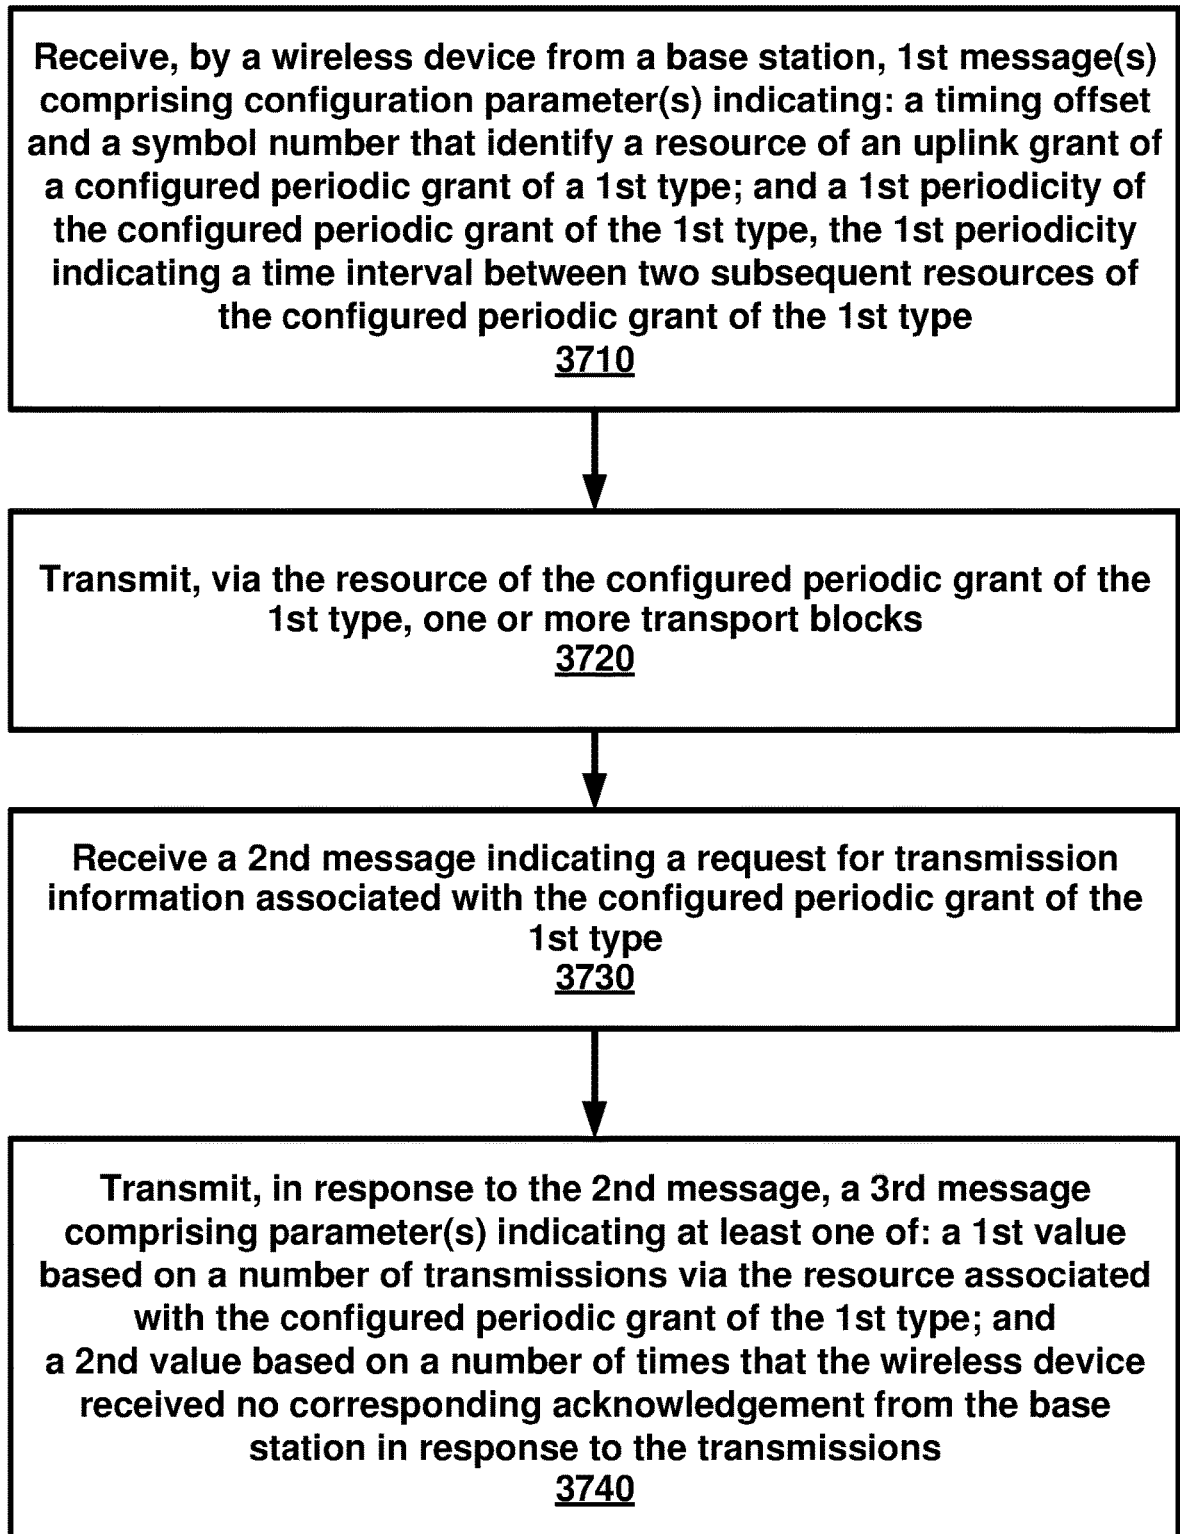 Receive, by a wireless device from a base station, 1st message(s)
comprising configuration parameter(s) indicating: a timing offset
and a symbol number that identify a resource of an uplink grant of
a configured periodic grant of a 1st type; and a 1st periodicity of
the configured periodic grant of the 1st type, the 1st periodicity
indicating a time interval between two subsequent resources of
the configured periodic grant of the 1st type
3710
Transmit, via the resource of the configured periodic grant of the
1st type, one or more transport blocks
3720
Receive a 2nd message indicating a request for transmission
information associated with the configured periodic grant of the
1st type
3730
Transmit, in response to the 2nd message, a 3rd message
comprising parameter(s) indicating at least one of: a 1st value
based on a number of transmissions via the resource associated
with the configured periodic grant of the 1st type; and
a 2nd value based on a number of times that the wireless device
received no corresponding acknowledgement from the base
station in response to the transmissions
3740